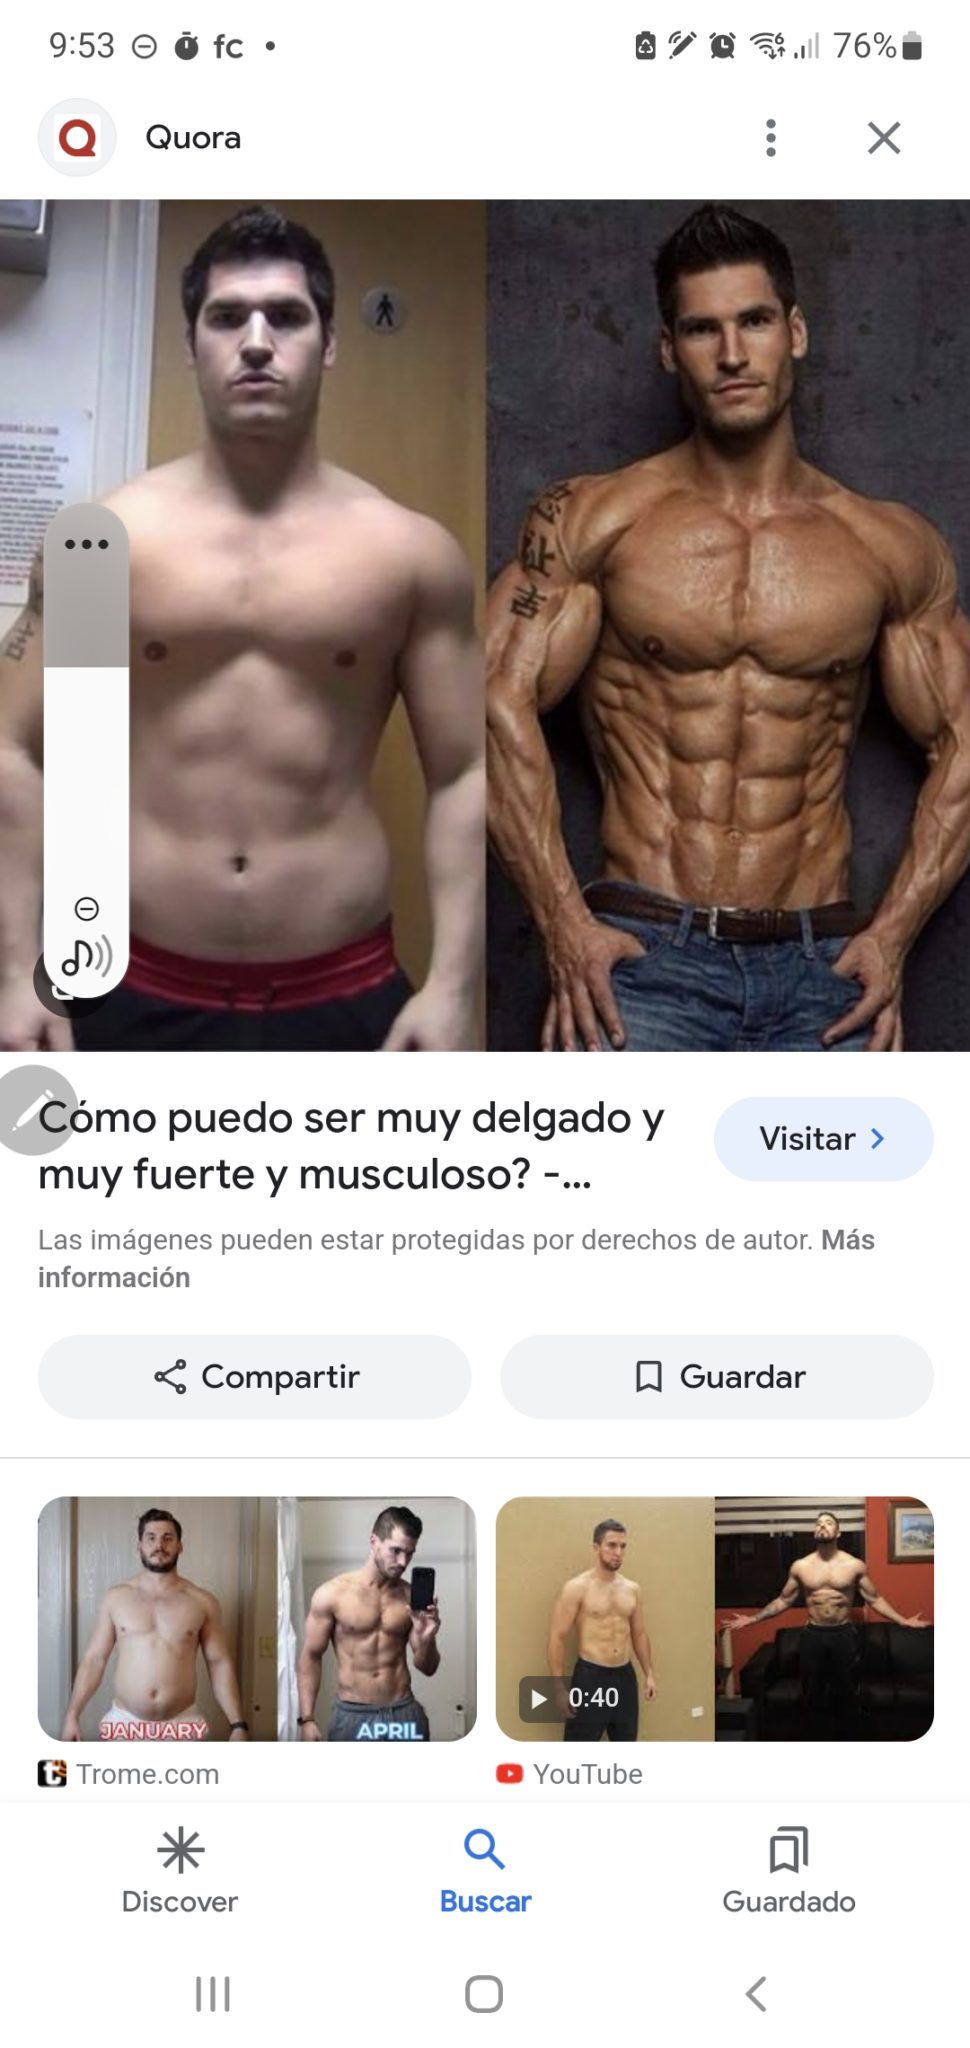 9:53 fc 76%
Quora
Cómo puedo ser muy delgado y
muy fuerte y musculoso? -...
Visitar
Las imágenes pueden estar protegidas por derechos de autor. Más
información
Compartir
Guardar
JANUARY
APRIL
0:40
Trome.com
YouTube
Discover
Buscar
Guardado